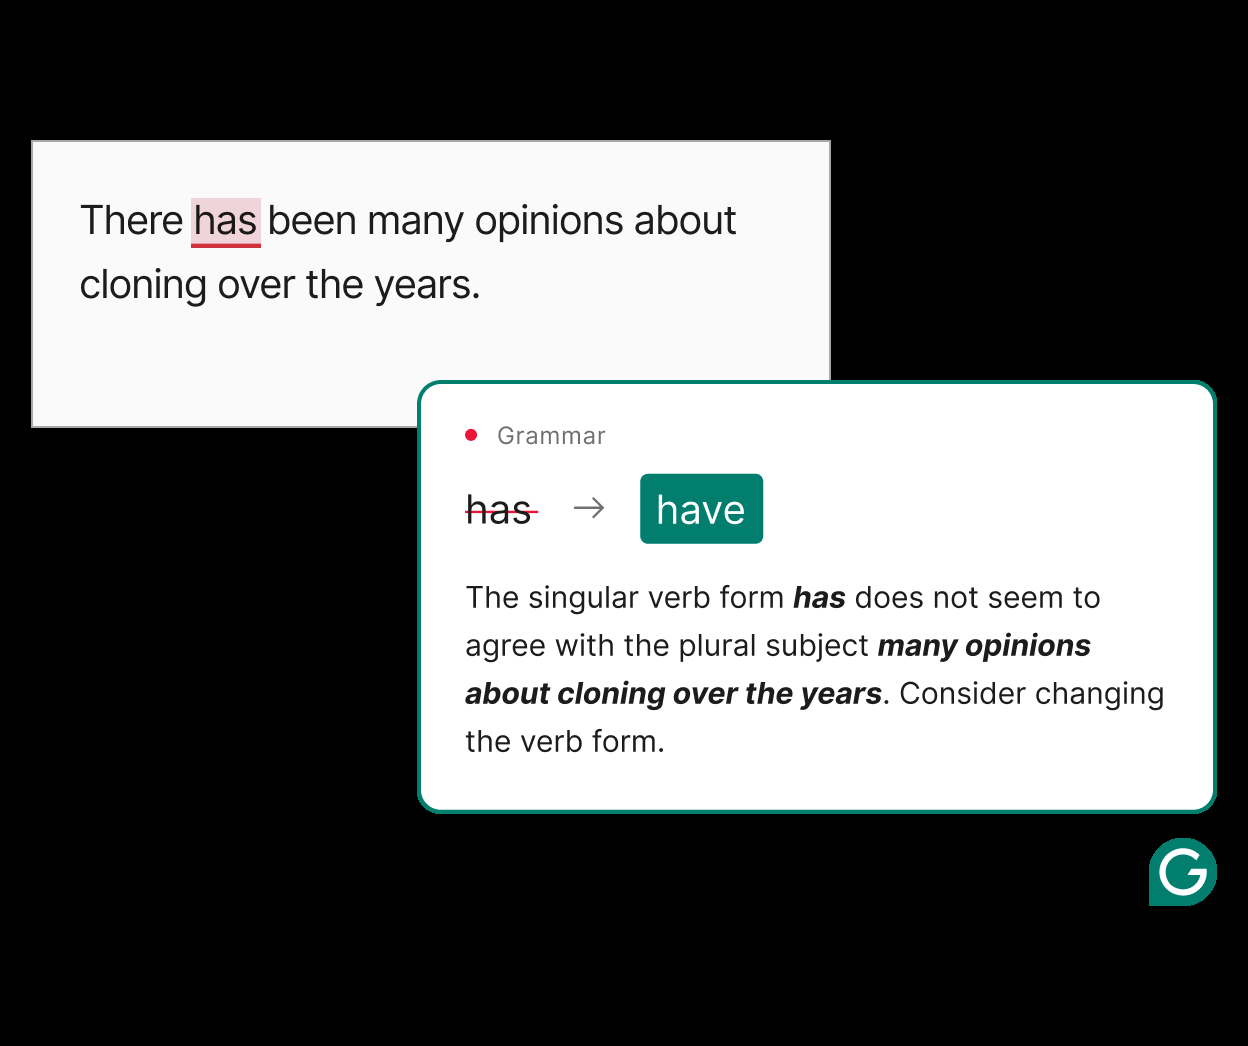 There has been many opinions about
cloning over the years.
Grammar
has → have
The singular verb form has does not seem to
agree with the plural subject many opinions
about cloning over the years. Consider changing
the verb form.
G